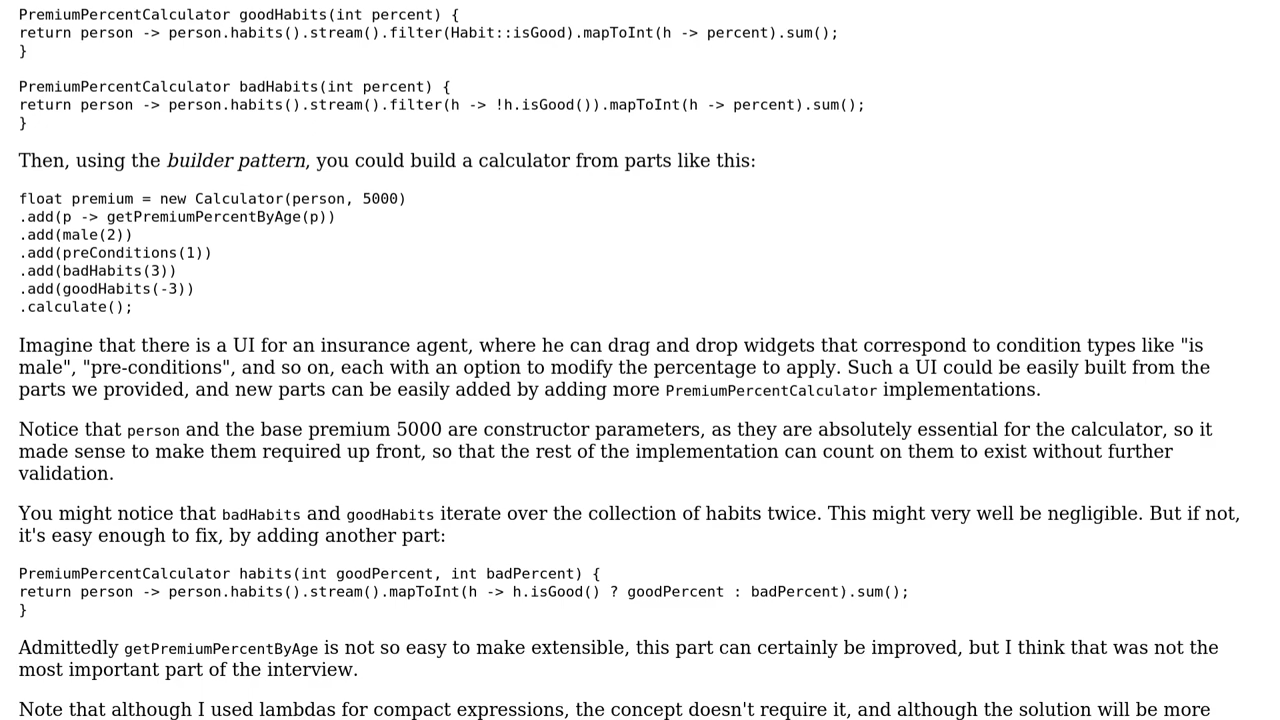 PremiumPercentCalculator goodHabits(int percent) {
return person -> person.habits().stream().filter(Habit::isGood).mapToInt(h -> percent).sum();
}
PremiumPercentCalculator badHabits(int percent) {
return person -> person.habits().stream().filter(h -> !h.isGood()).mapToInt(h -> percent).sum();
}
Then, using the builder pattern, you could build a calculator from parts like this:
float premium = new Calculator(person, 5000)
.add(p -> getPremiumPercentByAge(p))
.add(male(2))
.add(preConditions(1))
.add(badHabits(3))
.add(goodHabits(-3))
.calculate();
Imagine that there is a UI for an insurance agent, where he can drag and drop widgets that correspond to condition types like "is
male", "pre-conditions", and so on, each with an option to modify the percentage to apply. Such a UI could be easily built from the
parts we provided, and new parts can be easily added by adding more PremiumPercentCalculator implementations.
Notice that person and the base premium 5000 are constructor parameters, as they are absolutely essential for the calculator, so it
made sense to make them required up front, so that the rest of the implementation can count on them to exist without further
validation.
You might notice that badHabits and goodHabits iterate over the collection of habits twice. This might very well be negligible. But if not,
it's easy enough to fix, by adding another part:
PremiumPercentCalculator habits(int goodPercent, int badPercent) {
return person -> person.habits().stream().mapToInt(h -> h.isGood() ? goodPercent : badPercent).sum();
}
Admittedly getPremiumPercentByAge is not so easy to make extensible, this part can certainly be improved, but I think that was not the
most important part of the interview.
Note that although I used lambdas for compact expressions, the concept doesn't require it, and although the solution will be more